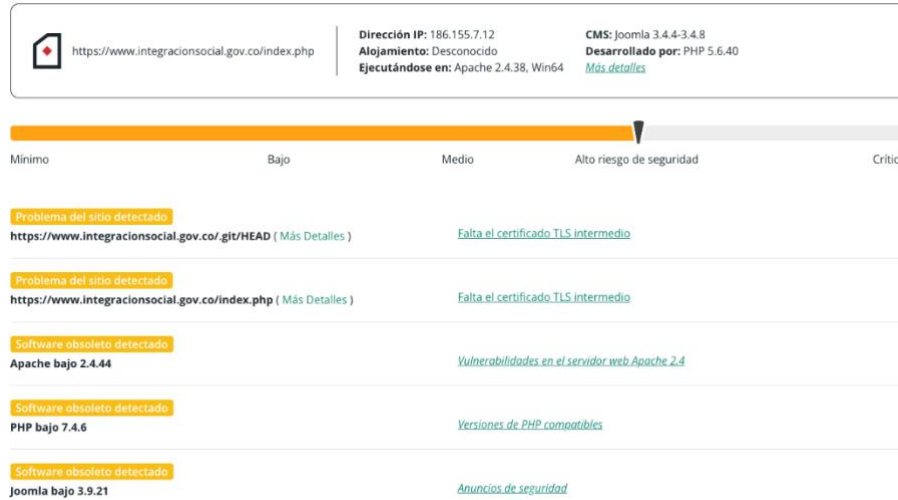 https://www.integracionsocial.gov.co/index.php
Dirección IP: 186.155.7.12
Alojamiento: Desconocido
Ejecutándose en: Apache 2.4.38, Win64
CMS: Joomla 3.4.4-3.4.8
Desarrollado por: PHP 5.6.40
Más detalles
Mínimo Bajo Medio Alto riesgo de seguridad Crític
Problema del sitio detectado
https://www.integracionsocial.gov.co/.git/HEAD ( Más Detalles ) Falta el certificado TLS intermedio
Problema del sitio detectado
https://www.integracionsocial.gov.co/index.php ( Más Detalles ) Falta el certificado TLS intermedio
Software obsoleto detectado
Apache bajo 2.4.44 Vulnerabilidades en el servidor web Apache 2.4
Software obsoleto detectado
PHP bajo 7.4.6 Versiones de PHP compatibles
Software obsoleto detectado
Joomla bajo 3.9.21 Anuncios de seguridad